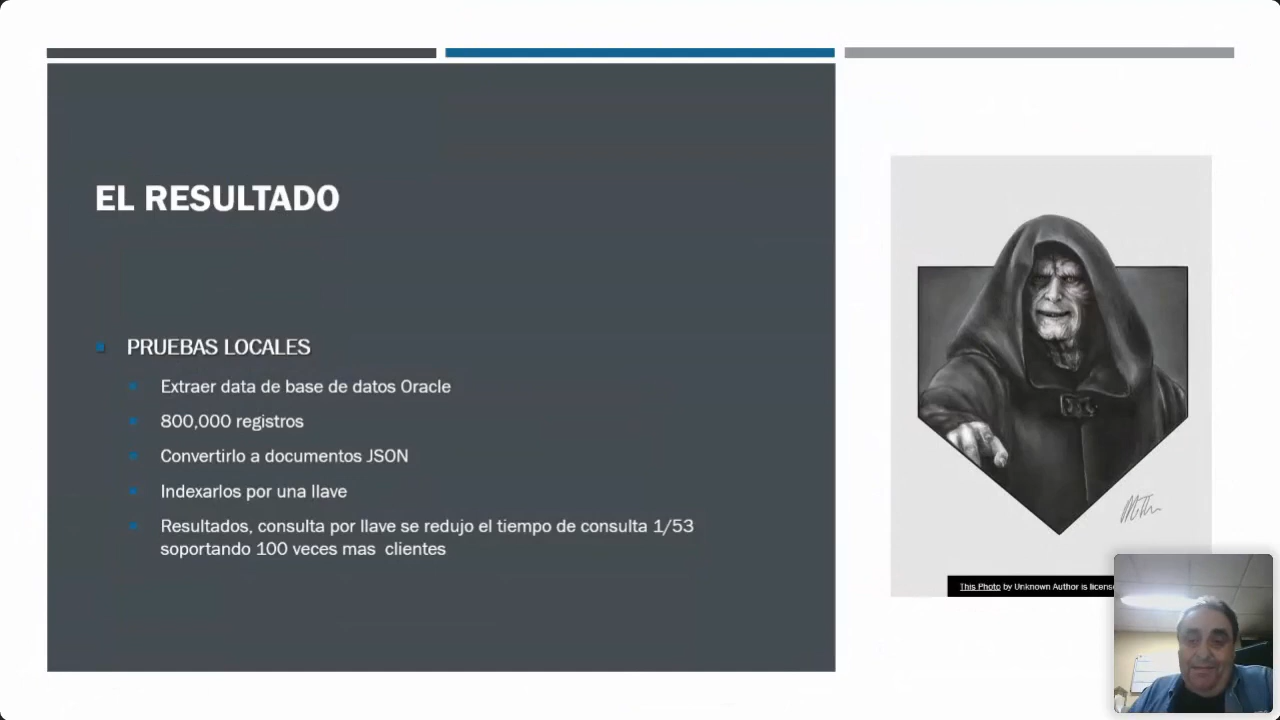 EL RESULTADO
PRUEBAS LOCALES
Extraer data de base de datos Oracle
800,000 registros
Convertirlo a documentos JSON
Indexarlos por una llave
Resultados, consulta por llave se redujo el tiempo de consulta 1/53
soportando 100 veces mas clientes
This Photo by Unknown Author is